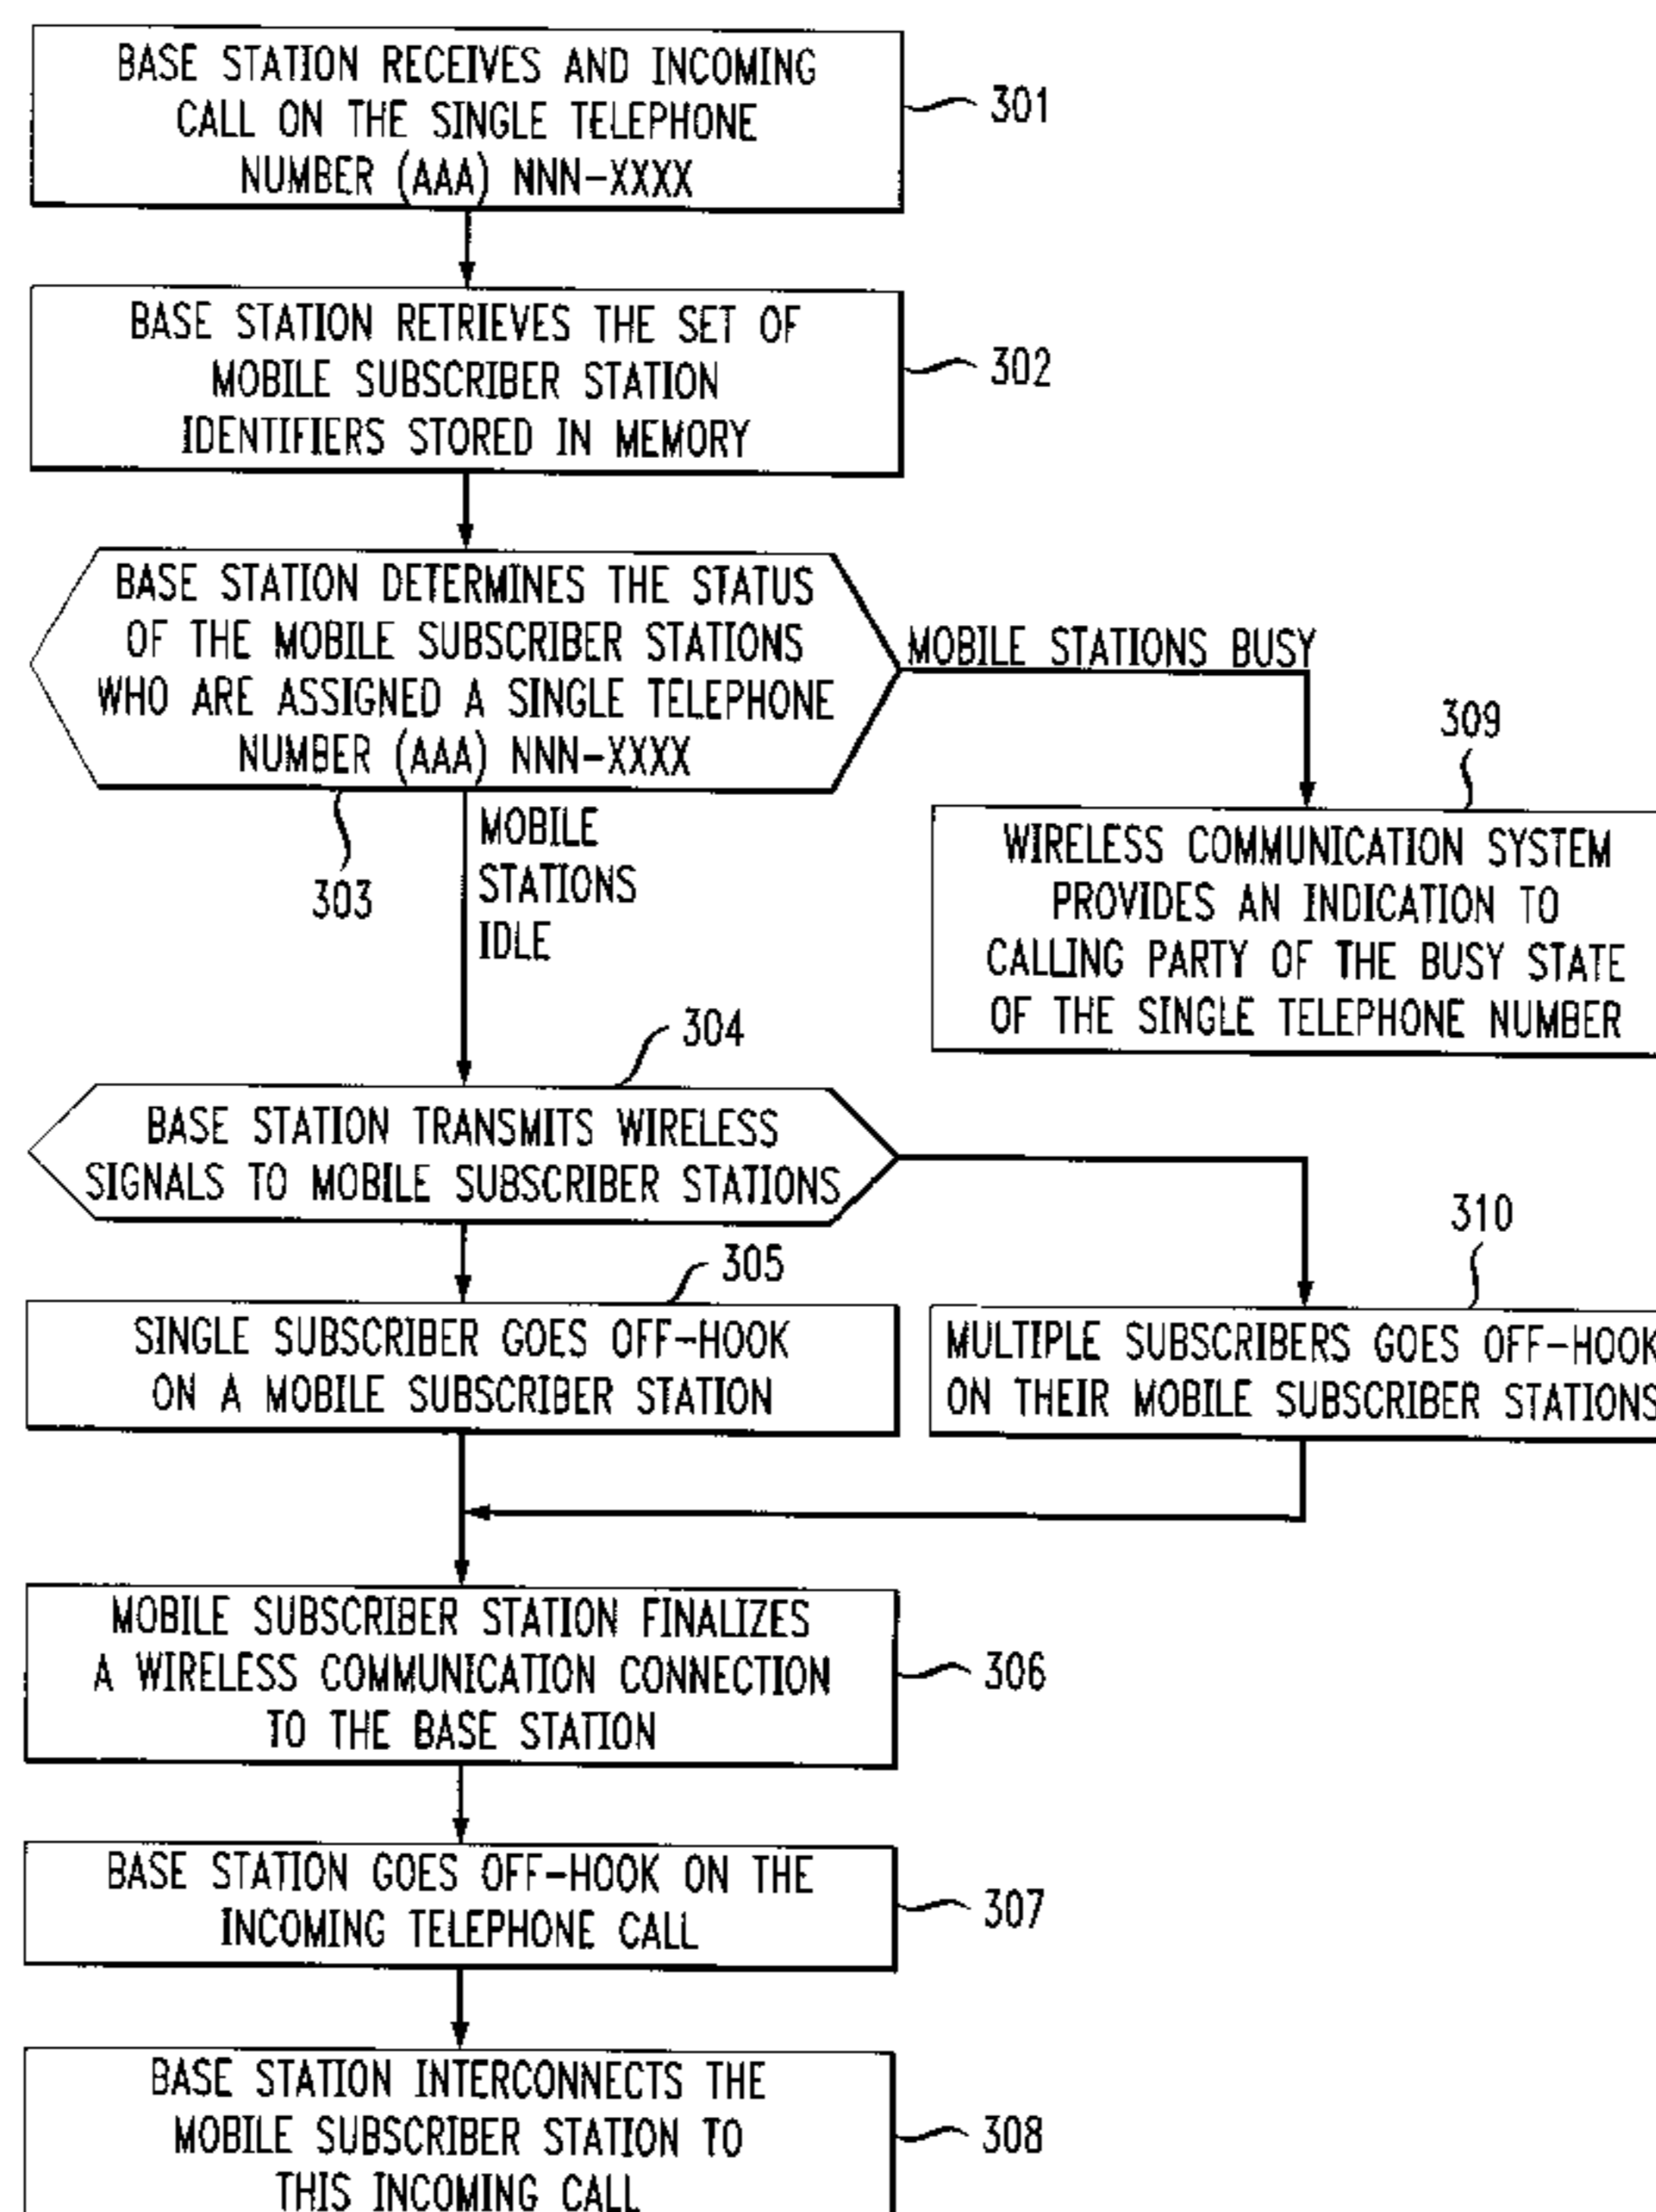 BASE STATION RECEIVES AND INCOMING
CALL ON THE SINGLE TELEPHONE
NUMBER (AAA) NNN-XXXX
301
BASE STATION RETRIEVES THE SET OF
MOBILE SUBSCRIBER STATION
IDENTIFIERS STORED IN MEMORY
302
BASE STATION DETERMINES THE STATUS
OF THE MOBILE SUBSCRIBER STATIONS
WHO ARE ASSIGNED A SINGLE TELEPHONE
NUMBER (AAA) NNN-XXXX
303
MOBILE STATIONS BUSY
309
WIRELESS COMMUNICATION SYSTEM
PROVIDES AN INDICATION TO
CALLING PARTY OF THE BUSY STATE
OF THE SINGLE TELEPHONE NUMBER
MOBILE
STATIONS
IDLE
304
BASE STATION TRANSMITS WIRELESS
SIGNALS TO MOBILE SUBSCRIBER STATIONS
305
SINGLE SUBSCRIBER GOES OFF-HOOK
ON A MOBILE SUBSCRIBER STATION
310
MULTIPLE SUBSCRIBERS GOES OFF-HOOK
ON THEIR MOBILE SUBSCRIBER STATIONS
MOBILE SUBSCRIBER STATION FINALIZES
A WIRELESS COMMUNICATION CONNECTION
TO THE BASE STATION
306
BASE STATION GOES OFF-HOOK ON THE
INCOMING TELEPHONE CALL
307
BASE STATION INTERCONNECTS THE
MOBILE SUBSCRIBER STATION TO
THIS INCOMING CALL
308